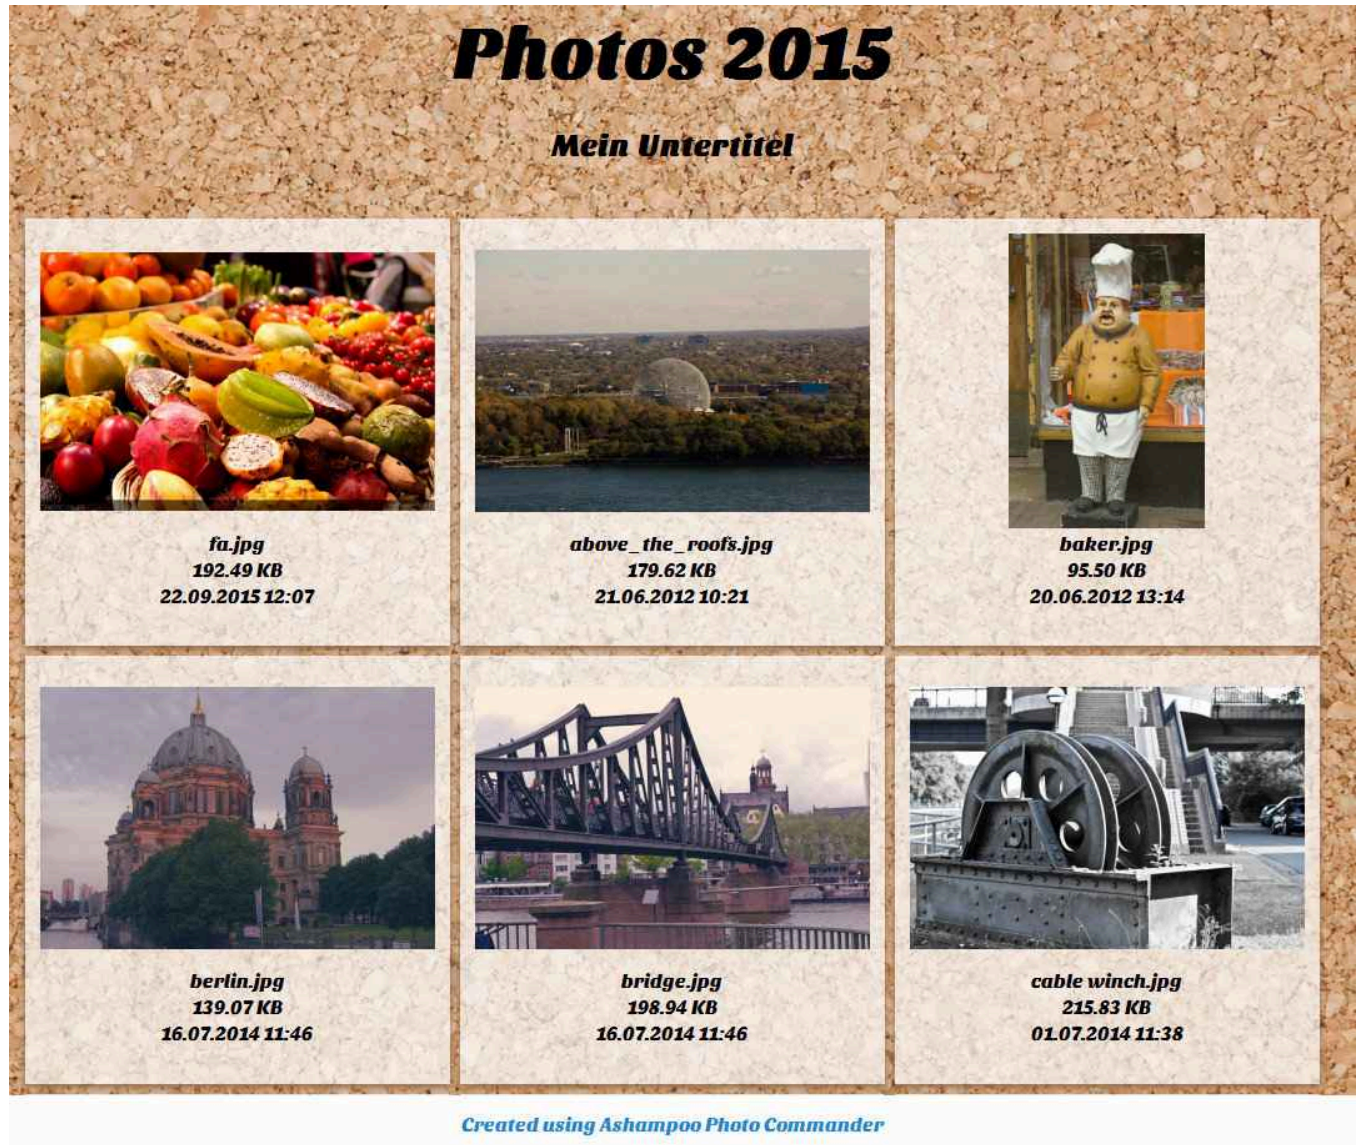 Photos 2015
Mein Untertitel
fa.jpg
192.49 KB
22.09.2015 12:07
above_the_roofs.jpg
179.62 KB
21.06.2012 10:21
baker.jpg
95.50 KB
20.06.2012 13:14
berlin.jpg
139.07 KB
16.07.2014 11:46
bridge.jpg
198.94 KB
16.07.2014 11:46
cable winch.jpg
215.83 KB
01.07.2014 11:38
Created using Ashampoo Photo Commander